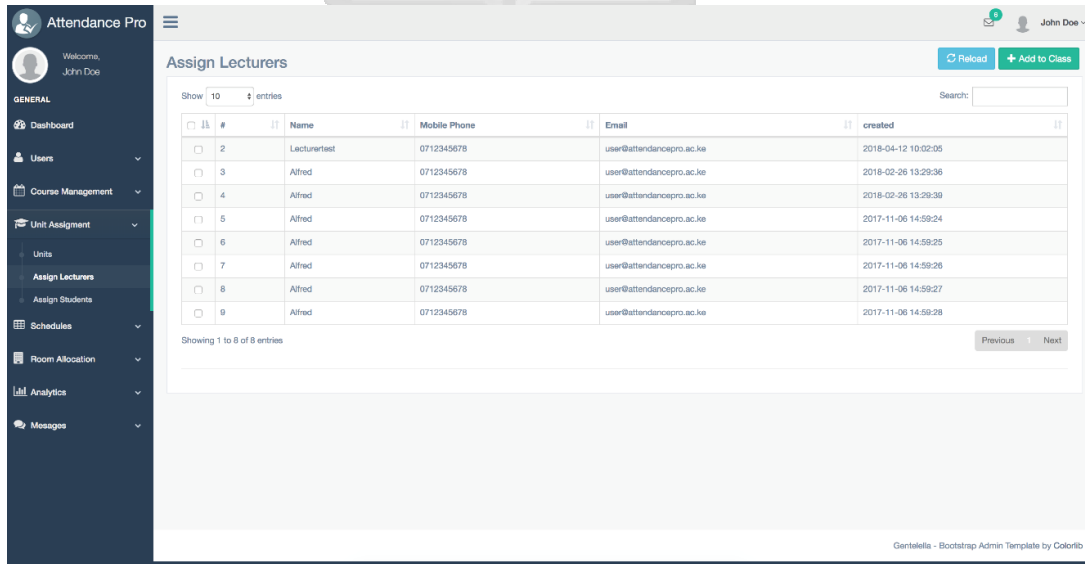 Attendance Pro
6
John Doe
Welcome,
John Doe
Assign Lecturers
Reload
Add to Class
GENERAL
Dashboard
Users
Course Management
Unit Assigment
Units
Assign Lecturers
Assign Students
Schedules
Room Allocation
Analytics
Mesages
Show 10 entries
Search:
# Name Mobile Phone Email created
2 Lecturertest 0712345678 user@attendancepro.ac.ke 2018-04-12 10:02:05
3 Alfred 0712345678 user@attendancepro.ac.ke 2018-02-26 13:29:36
4 Alfred 0712345678 user@attendancepro.ac.ke 2018-02-26 13:29:39
5 Alfred 0712345678 user@attendancepro.ac.ke 2017-11-06 14:59:24
6 Alfred 0712345678 user@attendancepro.ac.ke 2017-11-06 14:59:25
7 Alfred 0712345678 user@attendancepro.ac.ke 2017-11-06 14:59:26
8 Alfred 0712345678 user@attendancepro.ac.ke 2017-11-06 14:59:27
9 Alfred 0712345678 user@attendancepro.ac.ke 2017-11-06 14:59:28
Showing 1 to 8 of 8 entries
Previous 1 Next
Gentelella - Bootstrap Admin Template by Colorlib